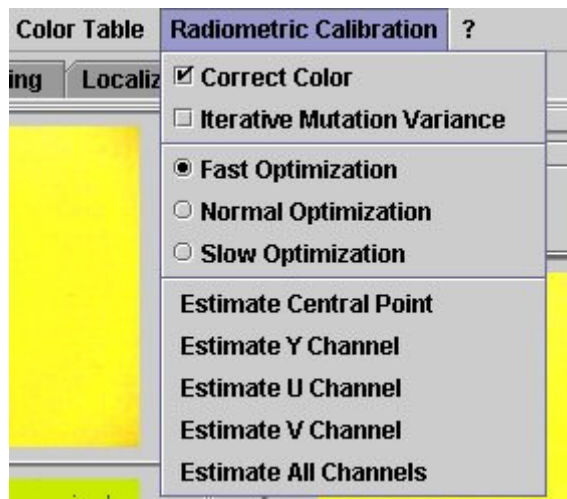 Color Table Radiometric Calibration ?
ing Localiz
Correct Color
Iterative Mutation Variance
Fast Optimization
Normal Optimization
Slow Optimization
Estimate Central Point
Estimate Y Channel
Estimate U Channel
Estimate V Channel
Estimate All Channels